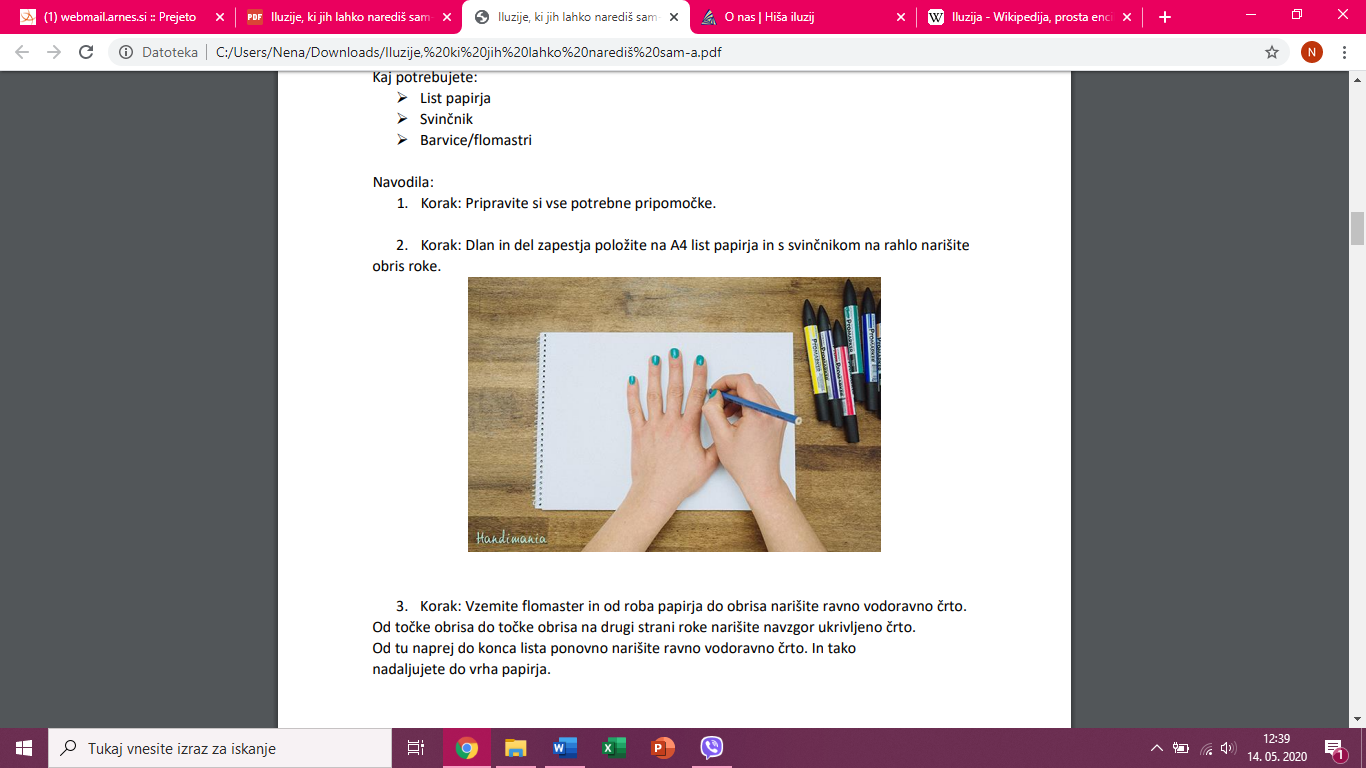 (1) webmail.arnes.si :: Prejeto
Iluzije, ki jih lahko narediš sam-
Iluzije, ki jih lahko narediš sam-
O nas | Hiša iluzij
Iluzija - Wikipedija, prosta enci
Datoteka
C:/Users/Nena/Downloads/Iluzije,%20ki%20jih%20lahko%20narediš%20sam-a.pdf
N
Kaj potrebujete:
List papirja
Svinčnik
Barvice/flomastri
Navodila:
1. Korak: Pripravite si vse potrebne pripomočke.
2. Korak: Dlan in del zapestja položite na A4 list papirja in s svinčnikom na rahlo narišite
obris roke.
Handimania
3. Korak: Vzemite flomaster in od roba papirja do obrisa narišite ravno vodoravno črto.
Od točke obrisa do točke obrisa na drugi strani roke narišite navzgor ukrivljeno črto.
Od tu naprej do konca lista ponovno narišite ravno vodoravno črto. In tako
nadaljujete do vrha papirja.
Tukaj vnesite izraz za iskanje
12:39
14. 05. 2020
1